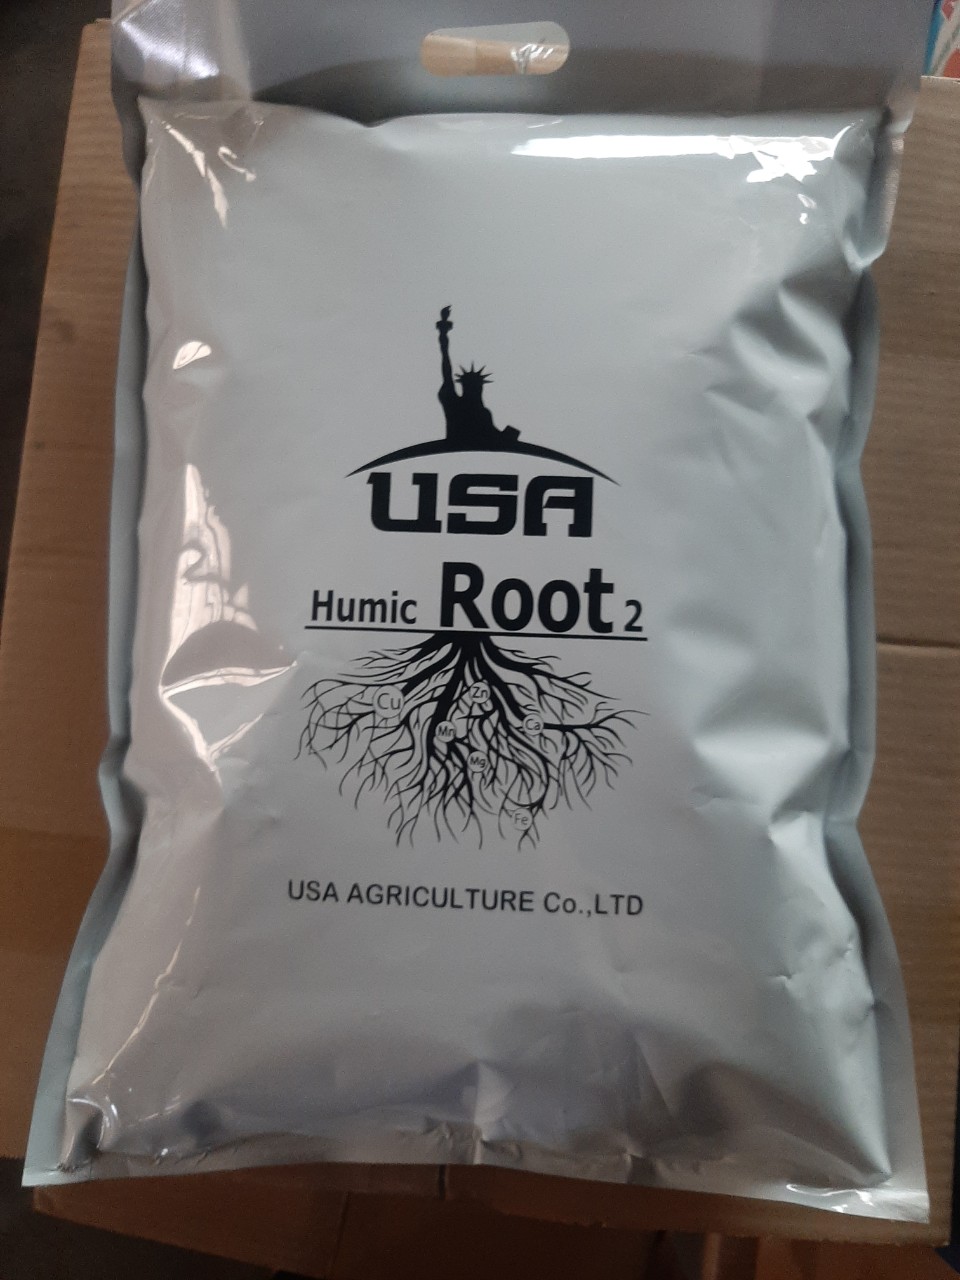 USA
Humic Root 2
Cu
Zn
Mn
Ca
Mg
Fe
USA AGRICULTURE Co.,LTD